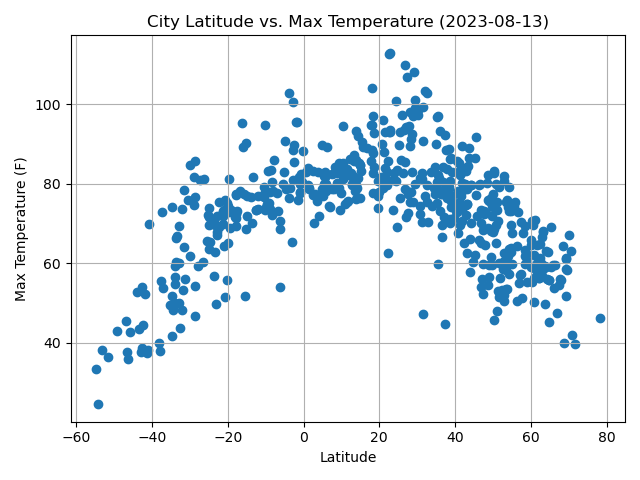 City Latitude vs. Max Temperature (2023-08-13)
Max Temperature (F)
100
80
60
40
−60 −40 −20 0 20 40 60 80
Latitude